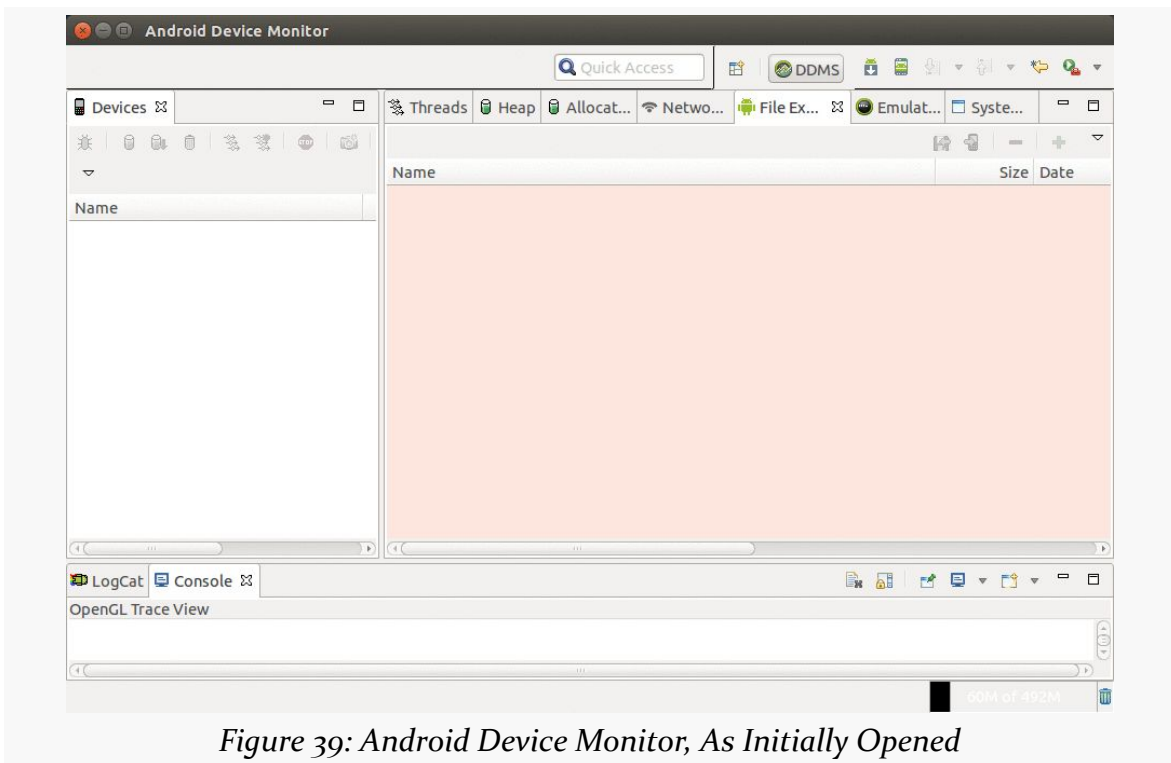 Android Device Monitor
Quick Access
DDMS
Devices
Threads Heap Allocat... Netwo... File Ex... Emulat... Syste...
Name Size Date
Name
LogCat Console
OpenGL Trace View
60M of 492M
Figure 39: Android Device Monitor, As Initially Opened